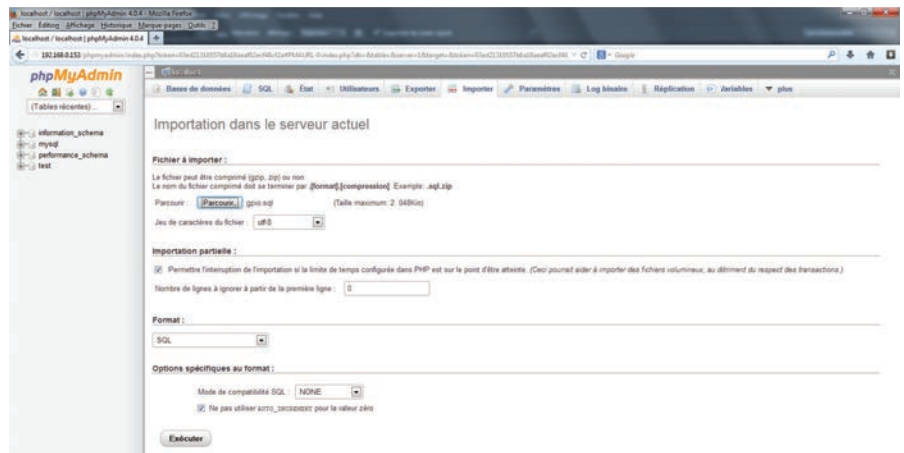 localhost / localhost | phpMyAdmin 4.0.4 - Mozilla Firefox
Fichier Édition Affichage Historique Marque-pages Outils ?
localhost / localhost | phpMyAdmin 4.0.4
192.168.0.153
Google
phpMyAdmin
(Tables récentes) ...
information_schema
mysql
performance_schema
test
localhost
Bases de données SQL État Utilisateurs Exporter Importer Paramètres Log binaire Réplication Variables plus
Importation dans le serveur actuel
Fichier à importer :
Le fichier peut être comprimé (gzip, zip) ou non.
Le nom du fichier comprimé doit se terminer par .[format].[compression]. Exemple: .sql.zip
Parcourir : Parcourir... gpio.sql (Taille maximum: 2 048Kio)
Jeu de caractères du fichier : utf-8
Importation partielle :
Permettre l'interruption de l'importation si la limite de temps configurée dans PHP est sur le point d'être atteinte. (Ceci pourrait aider à importer des fichiers volumineux, au détriment du respect des transactions.)
Nombre de lignes à ignorer à partir de la première ligne : 0
Format :
SQL
Options spécifiques au format :
Mode de compatibilité SQL : NONE
Ne pas utiliser AUTO_INCREMENT pour la valeur zéro
Exécuter